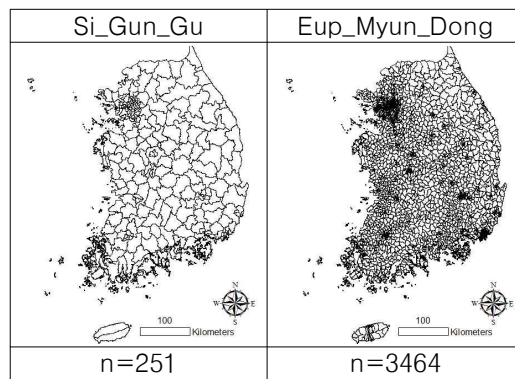 Si_Gun_Gu
Eup_Myun_Dong
N
W
E
S
100
Kilometers
N
W
E
S
100
Kilometers
n=251
n=3464